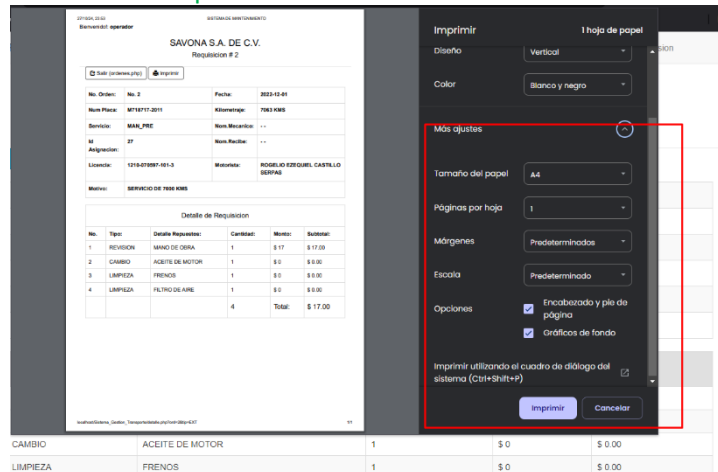 SISTEMA DE MANTENIMIENTO
Bienvenido! operador
SAVONA S.A. DE C.V.
Requisicion # 2
Salir (ordenes.php) Imprimir
No. Orden: No. 2 Fecha: 2022-12-01
Num Placa: M718717-2011 Kilometraje: 7063 KMS
Servicio: MAN_PRE Nom.Mecanico: - -
Id Asignacion: 27 Nom.Recibe: - -
Licencia: 1210-070597-101-3 Motorista: ROGELIO EZEQUIEL CASTILLO SERPAS
Motivo: SERVICIO DE 7000 KMS
Detalle de Requisicion
No. Tipo: Detalle Repuestos: Cantidad: Monto: Subtotal:
1 REVISION MANO DE OBRA 1 $ 17 $ 17.00
2 CAMBIO ACEITE DE MOTOR 1 $ 0 $ 0.00
3 LIMPIEZA FRENOS 1 $ 0 $ 0.00
4 LIMPIEZA FILTRO DE AIRE 1 $ 0 $ 0.00
4 Total: $ 17.00
1/1
Imprimir 1 hoja de papel
Diseño Vertical
Color Blanco y negro
Más ajustes
Tamaño del papel A4
Páginas por hoja 1
Márgenes Predeterminados
Escala Predeterminado
Opciones Encabezado y pie de página
Gráficos de fondo
Imprimir utilizando el cuadro de diálogo del
sistema (Ctrl+Shift+P)
Imprimir Cancelar
CAMBIO ACEITE DE MOTOR 1 $ 0 $ 0.00
LIMPIEZA FRENOS 1 $ 0 $ 0.00